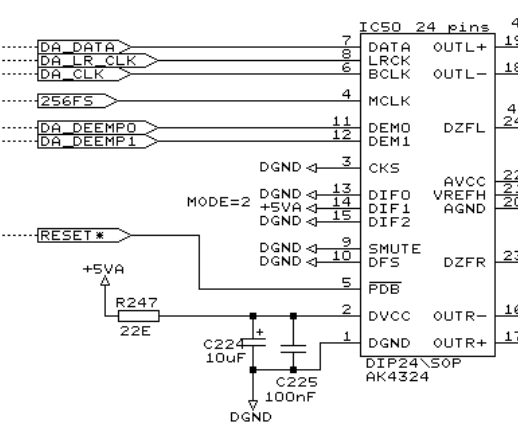 IC50 24 pins
DA_DATA 7 DATA OUTL+ 19
DA_LR_CLK 8 LRCK
DA_CLK 6 BCLK OUTL- 18
256FS 4 MCLK
DA_DEEMP0 11 DEM0 DZFL 24
DA_DEEMP1 12 DEM1
DGND 3 CKS
AVCC 22
MODE=2 DGND 13 DIF0 VREFH 21
+5VA 14 DIF1 AGND 20
DGND 15 DIF2
RESET*
DGND 9 SMUTE
DGND 10 DFS DZFR 23
+5VA
5 PDB
R247
22E
2 DVCC OUTR- 16
C224 +
10uF
1 DGND OUTR+ 17
DIP24\SOP
AK4324
C225
100nF
DGND